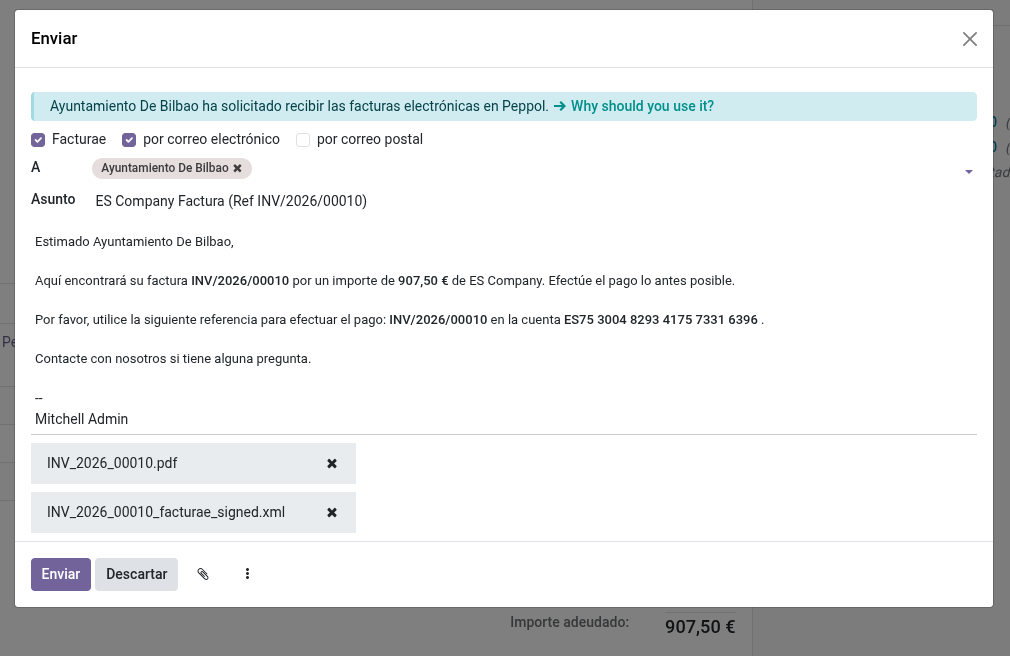 Enviar
Ayuntamiento De Bilbao ha solicitado recibir las facturas electrónicas en Peppol. → Why should you use it?
Facturae por correo electrónico por correo postal
A Ayuntamiento De Bilbao ✖
Asunto ES Company Factura (Ref INV/2026/00010)
Estimado Ayuntamiento De Bilbao,
Aquí encontrará su factura INV/2026/00010 por un importe de 907,50 € de ES Company. Efectúe el pago lo antes posible.
Por favor, utilice la siguiente referencia para efectuar el pago: INV/2026/00010 en la cuenta ES75 3004 8293 4175 7331 6396 .
Contacte con nosotros si tiene alguna pregunta.
--
Mitchell Admin
INV_2026_00010.pdf ✖
INV_2026_00010_facturae_signed.xml ✖
Enviar Descartar
Importe adeudado: 907,50 €